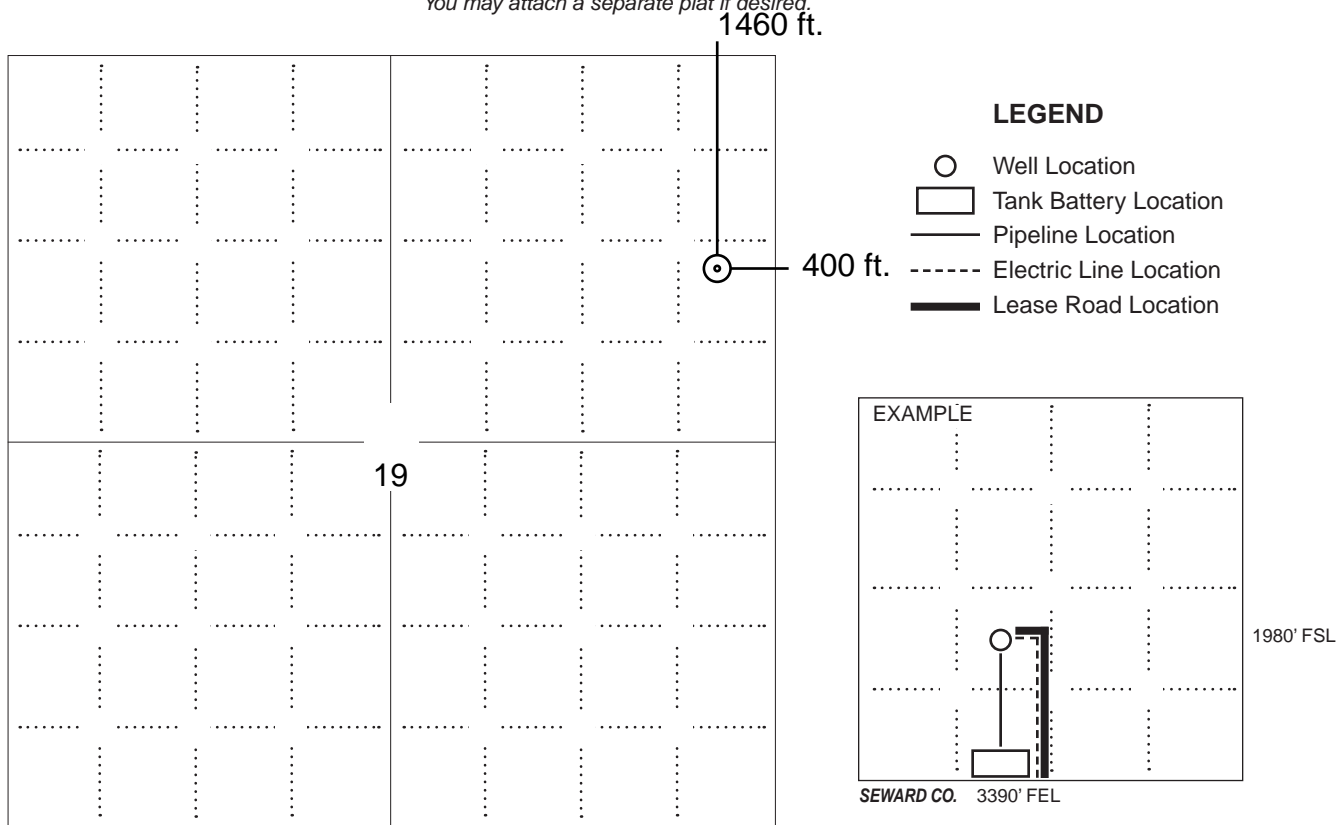 You may attach a separate plat if desired.
1460 ft.
400 ft.
19
LEGEND
Well Location
Tank Battery Location
Pipeline Location
Electric Line Location
Lease Road Location
EXAMPLE
1980' FSL
SEWARD CO. 3390' FEL